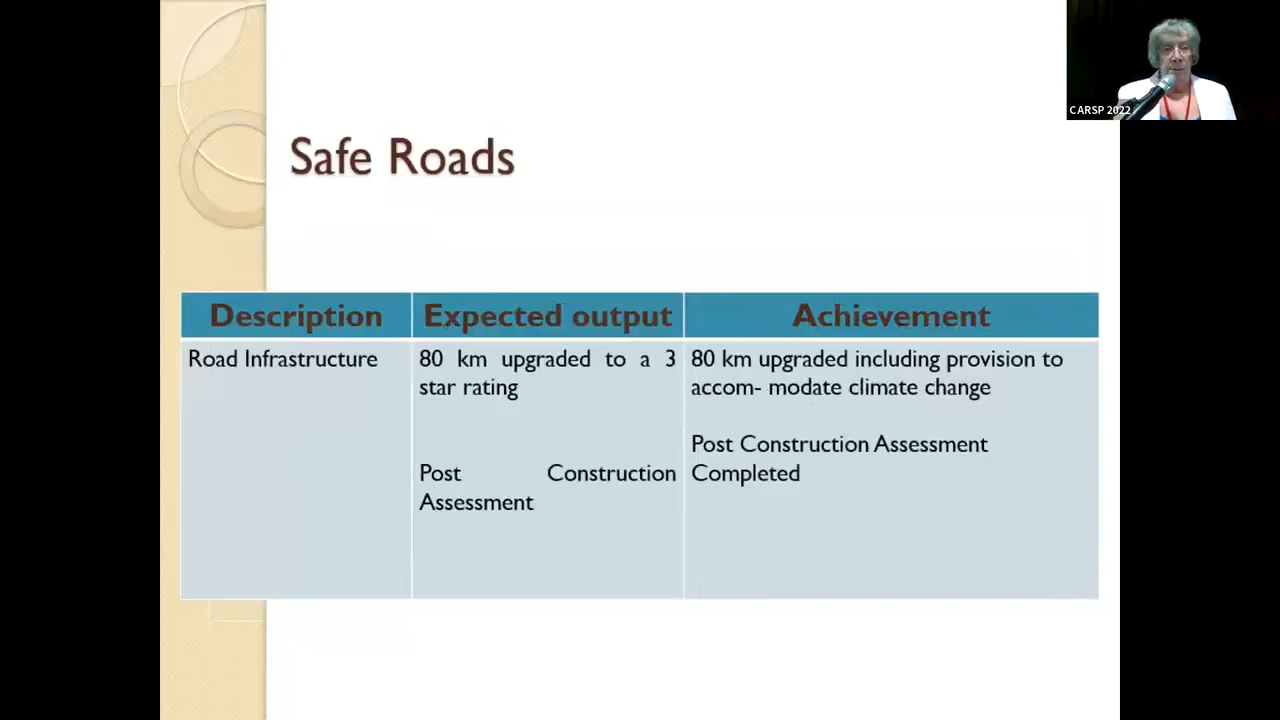 CARSP 2022
Safe Roads
Description
Expected output
Achievement
Road Infrastructure
80 km upgraded to a 3
star rating
Post Construction
Assessment
80 km upgraded including provision to
accom- modate climate change
Post Construction Assessment
Completed